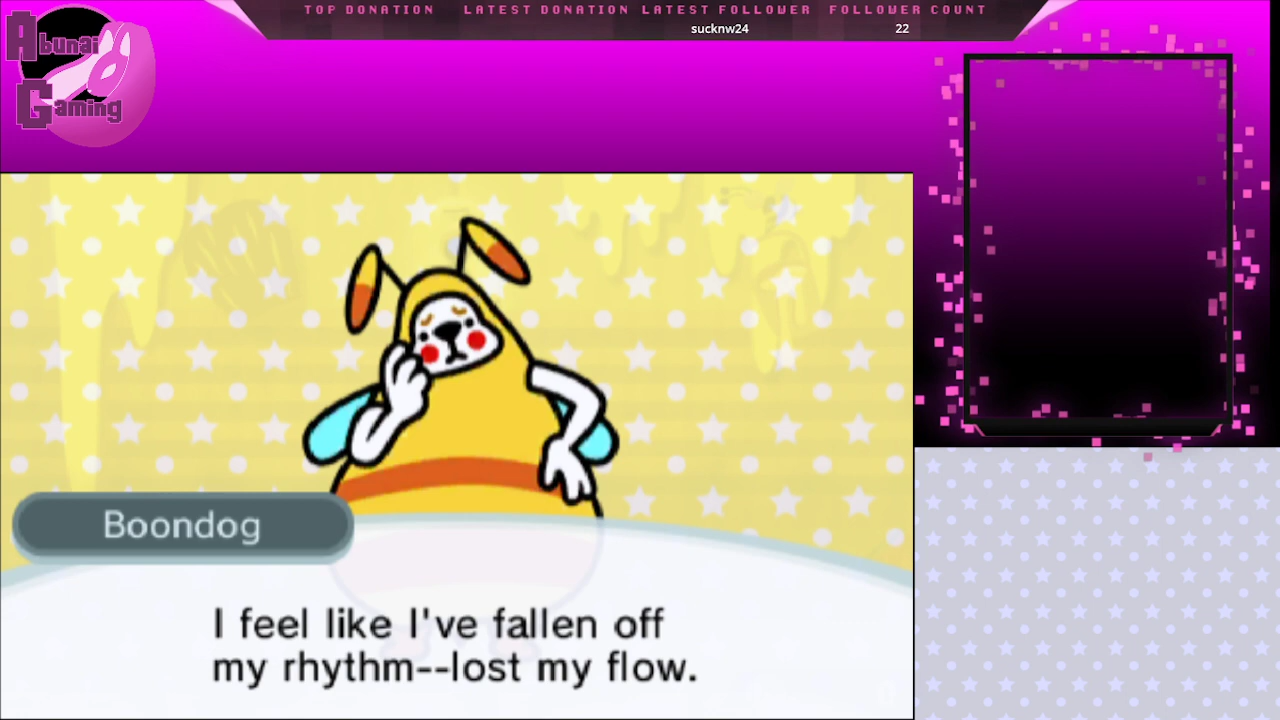 TOP DONATION LATEST DONATION LATEST FOLLOWER FOLLOWER COUNT
sucknw24 22
Abunai
Gaming
Boondog
I feel like I've fallen off
my rhythm--lost my flow.